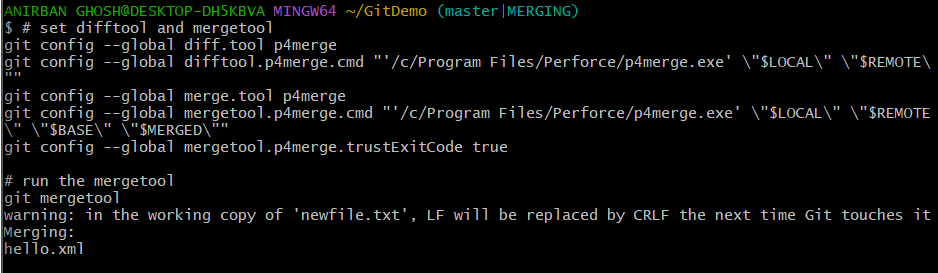 ANIRBAN GHOSH@DESKTOP-DH5KBVA MINGW64 ~/GitDemo (master|MERGING)
$ # set difftool and mergetool
git config --global diff.tool p4merge
git config --global difftool.p4merge.cmd "'/c/Program Files/Perforce/p4merge.exe' \"$LOCAL\" \"$REMOTE\
""
git config --global merge.tool p4merge
git config --global mergetool.p4merge.cmd "'/c/Program Files/Perforce/p4merge.exe' \"$LOCAL\" \"$REMOTE
\" \"$BASE\" \"$MERGED\""
git config --global mergetool.p4merge.trustExitCode true
# run the mergetool
git mergetool
warning: in the working copy of 'newfile.txt', LF will be replaced by CRLF the next time Git touches it
Merging:
hello.xml